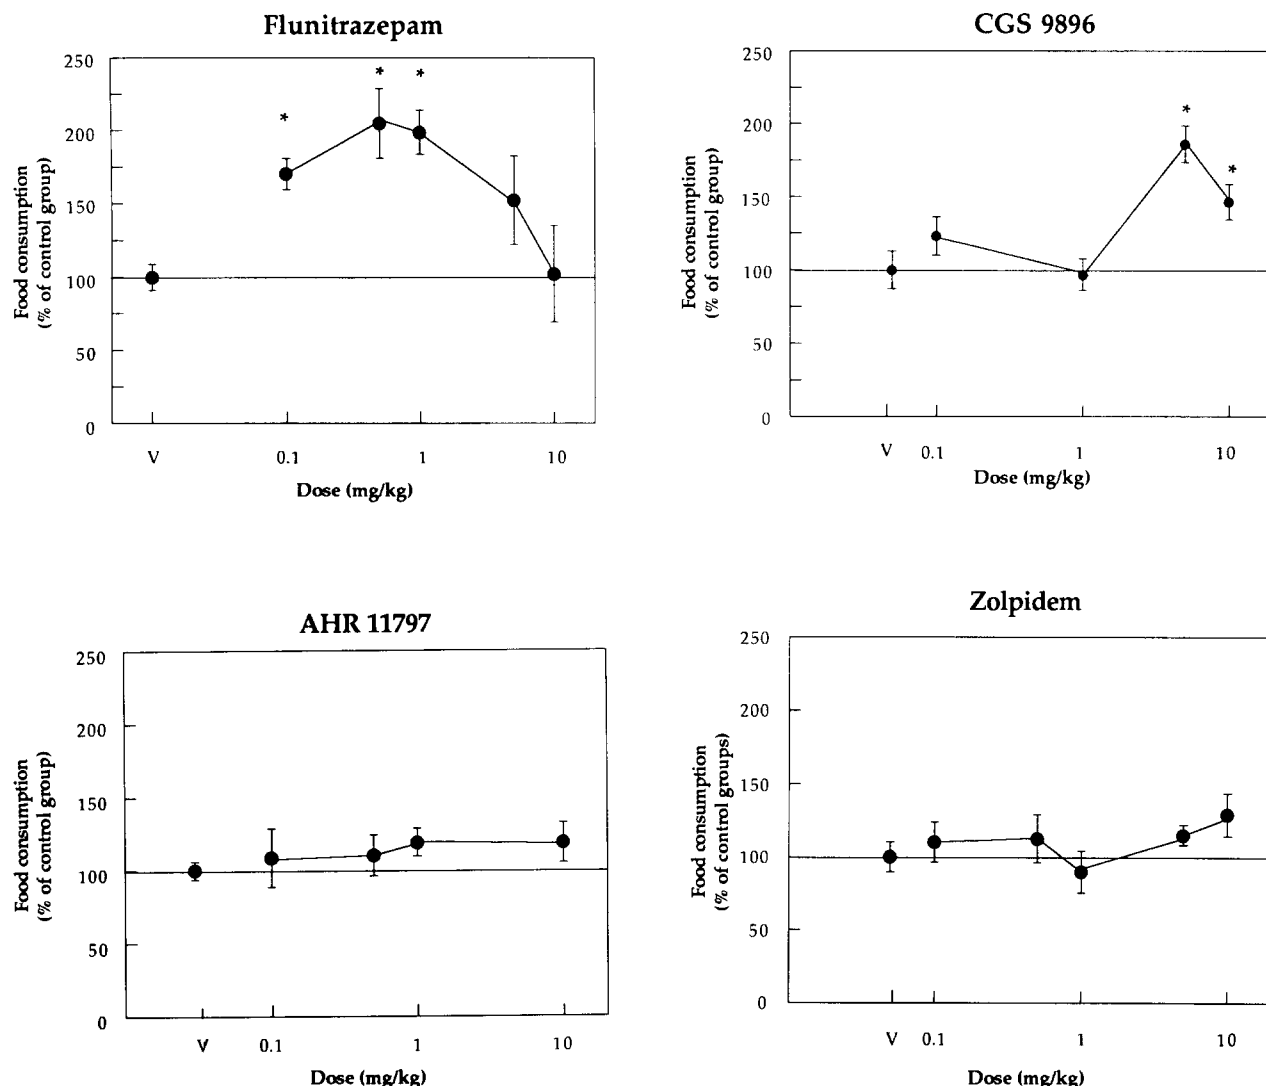 Flunitrazepam
250
200
150
100
50
0
Food consumption
(% of control group)
* * *
V 0.1 1 10
Dose (mg/kg)
CGS 9896
250
200
150
100
50
0
Food consumption
(% of control group)
* *
V 0.1 1 10
Dose (mg/kg)
AHR 11797
250
200
150
100
50
0
Food consumption
(% of control group)
V 0.1 1 10
Dose (mg/kg)
Zolpidem
250
200
150
100
50
0
Food consumption
(% of control groups)
V 0.1 1 10
Dose (mg/kg)